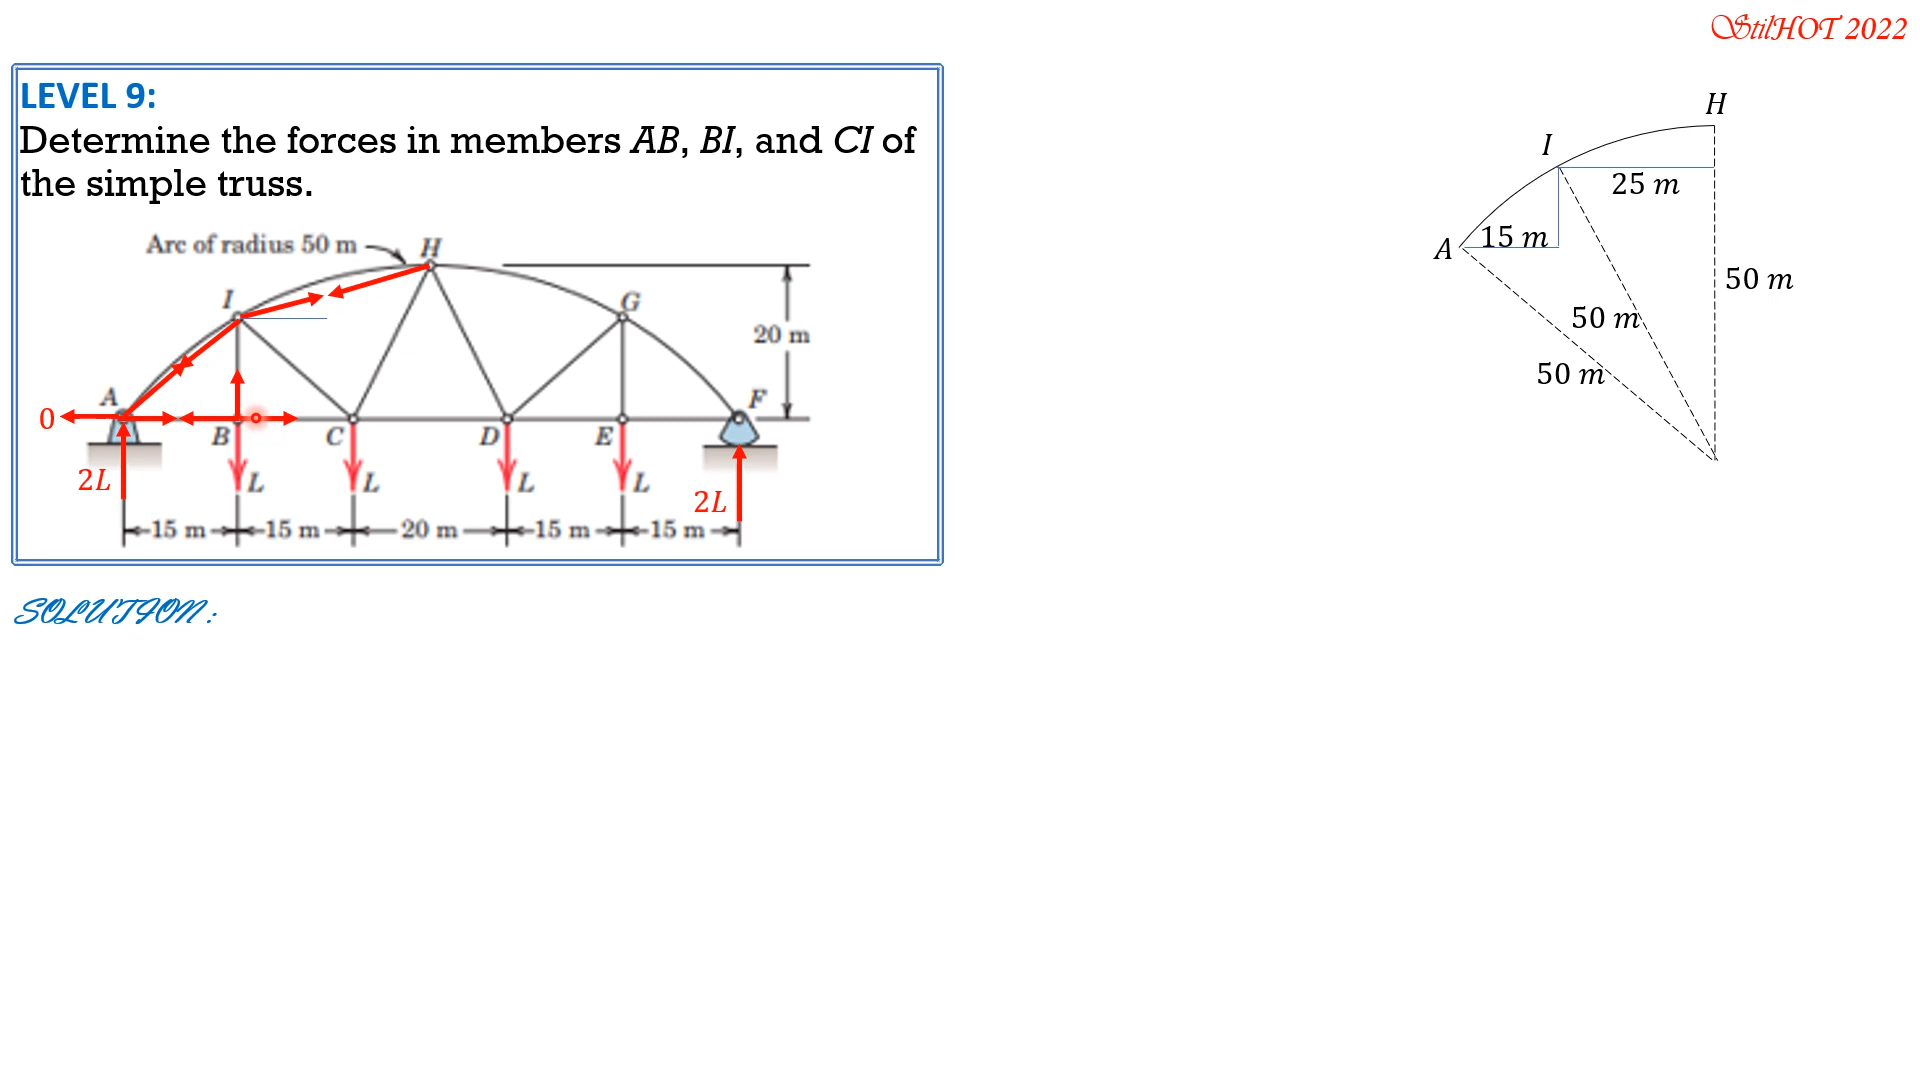 StilHOT 2022
LEVEL 9:
Determine the forces in members AB, BI, and CI of
the simple truss.
Arc of radius 50 m
H
I
G
20 m
A
F
0
B
C
D
E
2L
L
L
L
L
2L
15 m
15 m
20 m
15 m
15 m
SOLUTION:
H
I
25 m
A
15 m
50 m
50 m
50 m